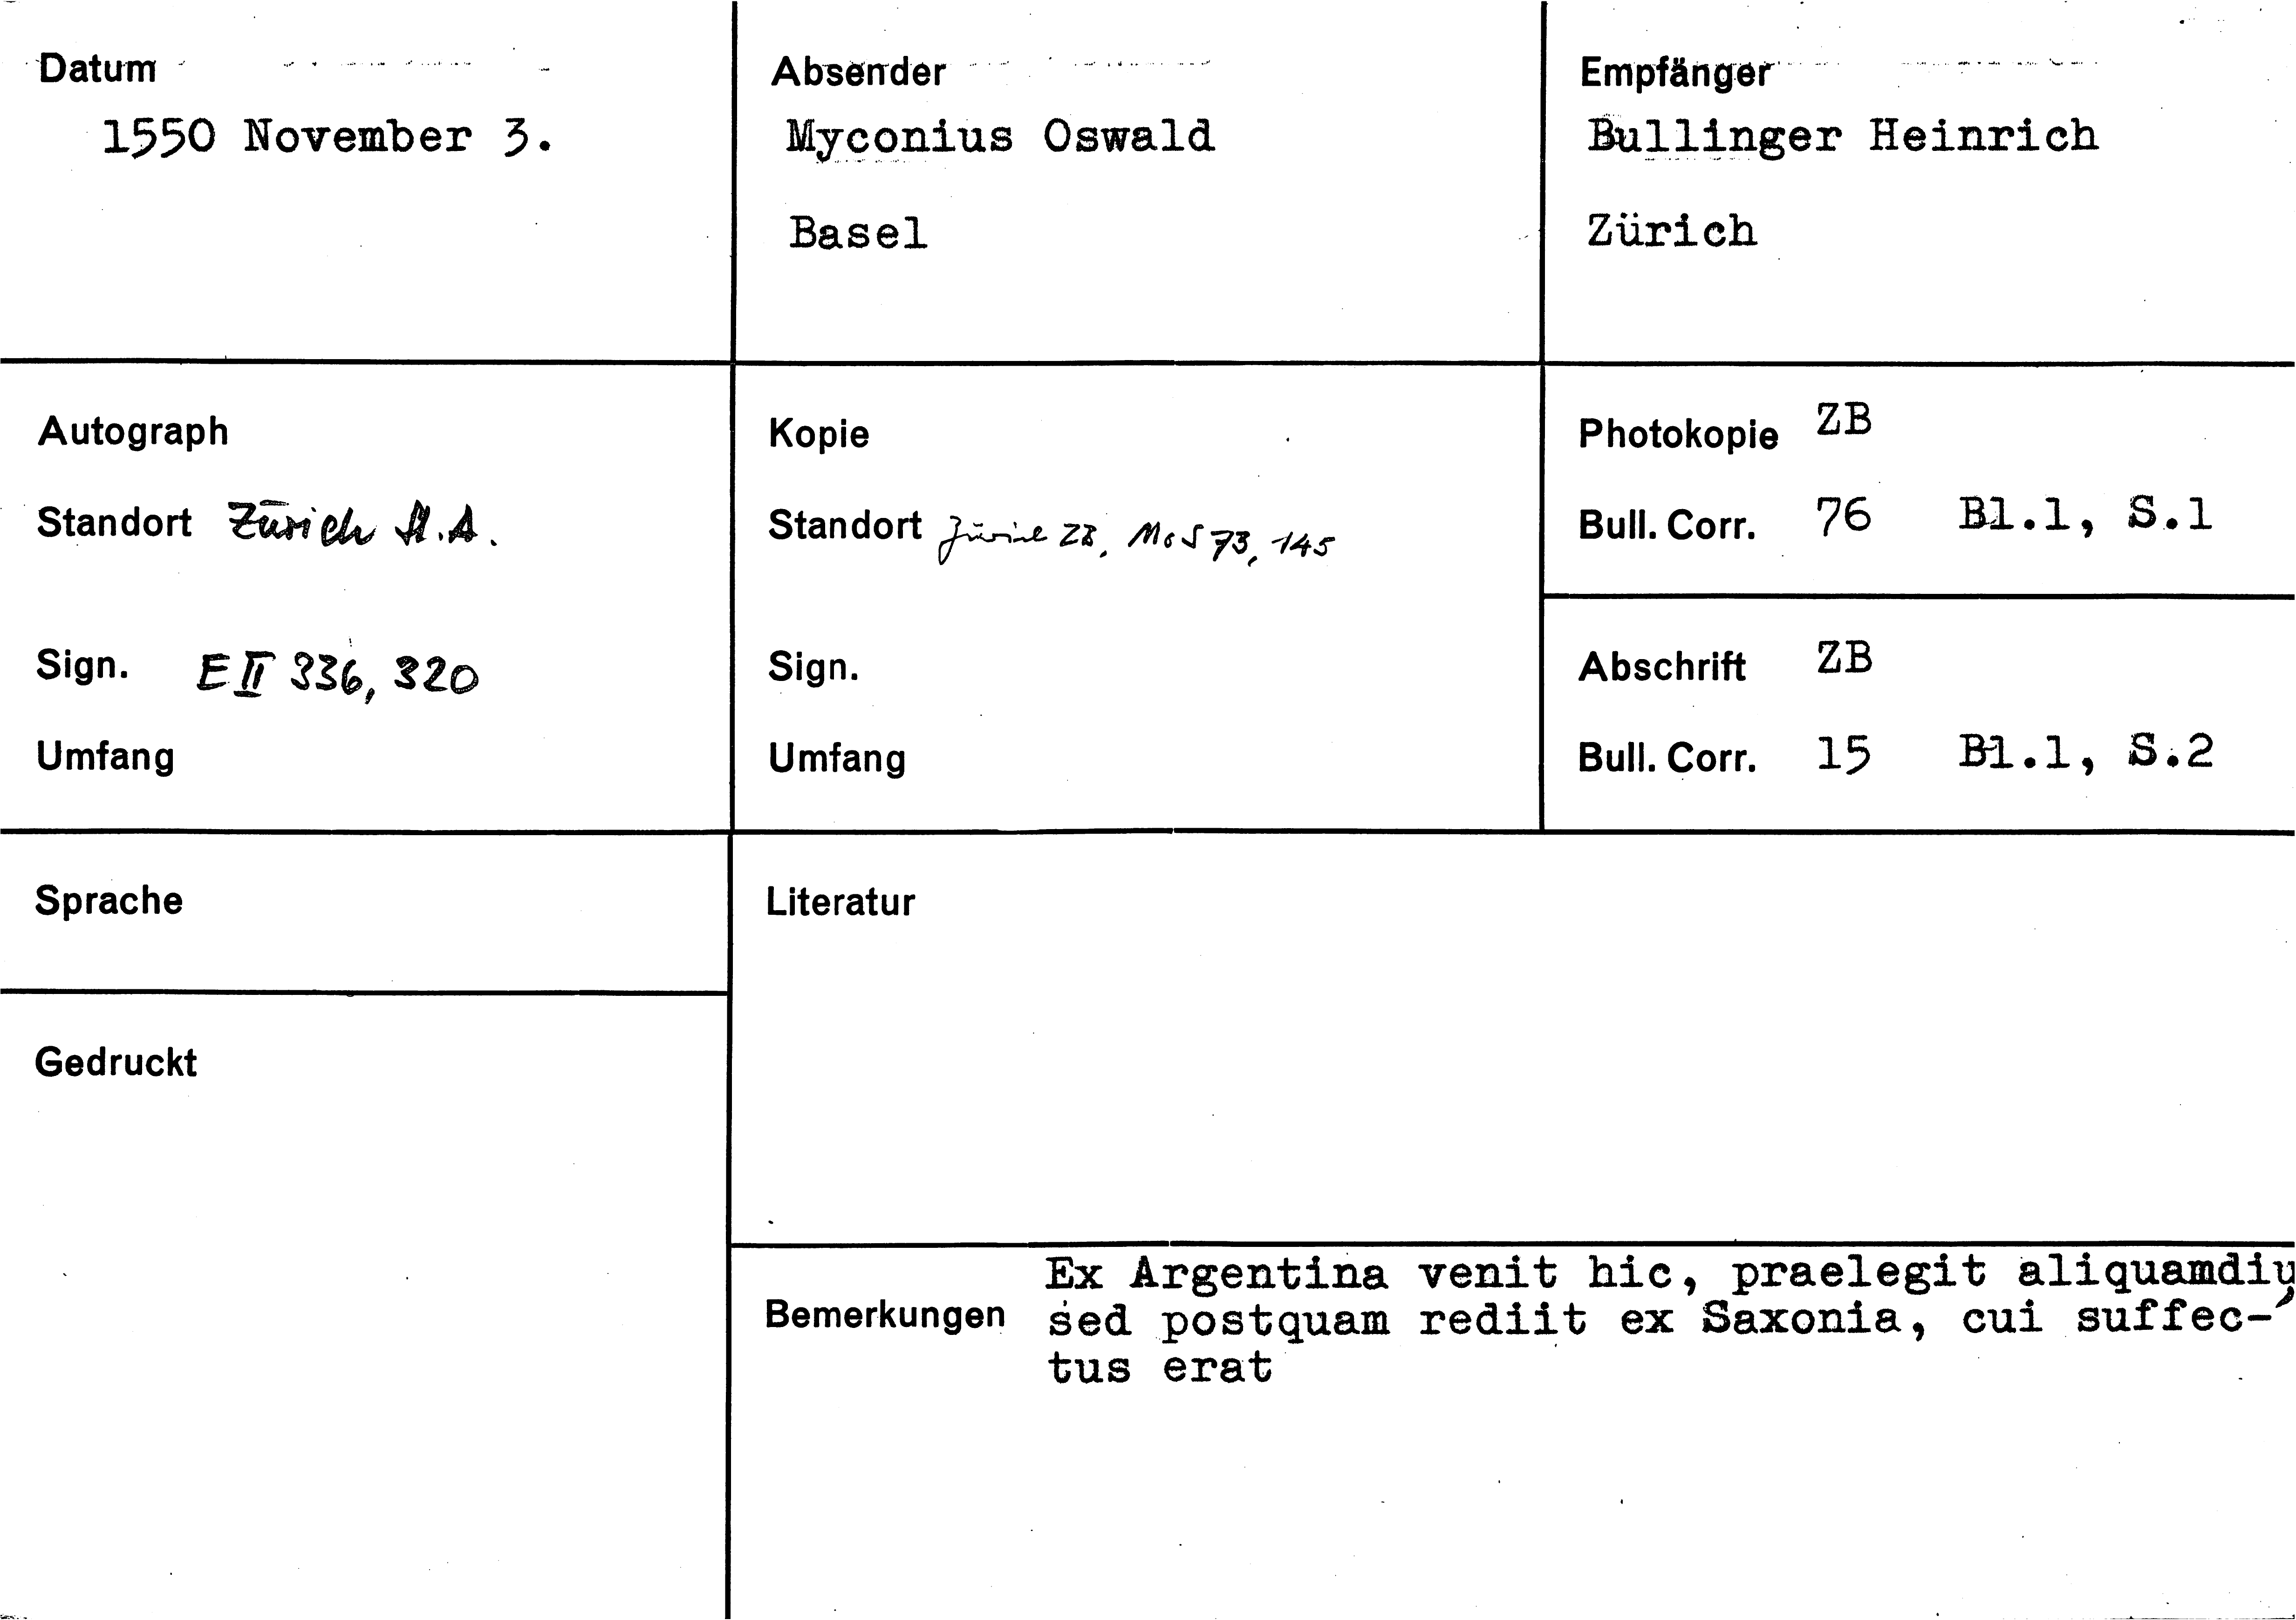 Datum
1550 November 3.
Absender
Myconius Oswald
Basel
Empfänger
Bullinger Heinrich
Zürich
Autograph
Standort Zürich St.A.
Sign. E II 336, 320
Umfang
Kopie
Standort Zürich ZB, Ms S 73, 145
Sign.
Umfang
Photokopie ZB
Bull. Corr. 76 Bl.1, S.1
Abschrift ZB
Bull. Corr. 15 Bl.1, S.2
Sprache
Gedruckt
Literatur
Bemerkungen
Ex Argentina venit hic, praelegit aliquamdiu,
sed postquam rediit ex Saxonia, cui suffec-
tus erat